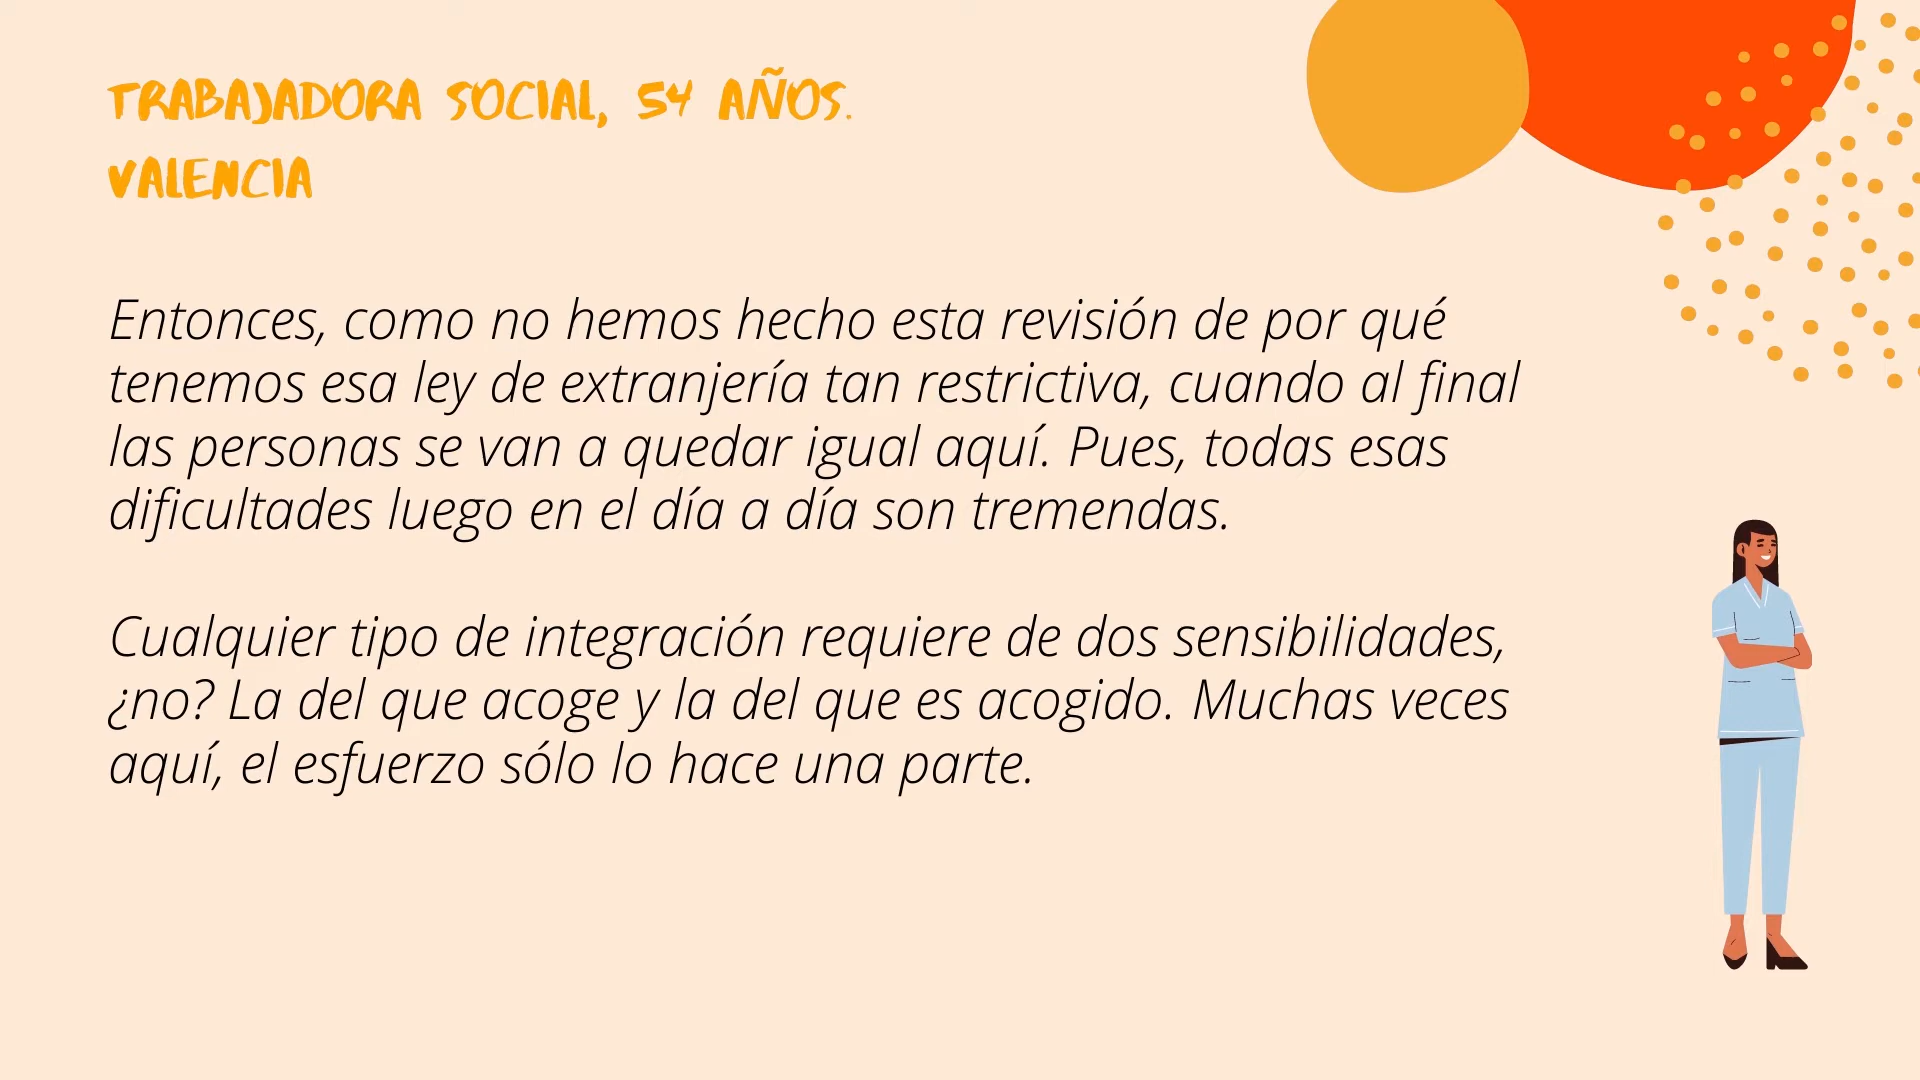 TRABAJADORA SOCIAL, 54 AÑOS.
VALENCIA
Entonces, como no hemos hecho esta revisión de por qué
tenemos esa ley de extranjería tan restrictiva, cuando al final
las personas se van a quedar igual aquí. Pues, todas esas
dificultades luego en el día a día son tremendas.
Cualquier tipo de integración requiere de dos sensibilidades,
¿no? La del que acoge y la del que es acogido. Muchas veces
aquí, el esfuerzo sólo lo hace una parte.